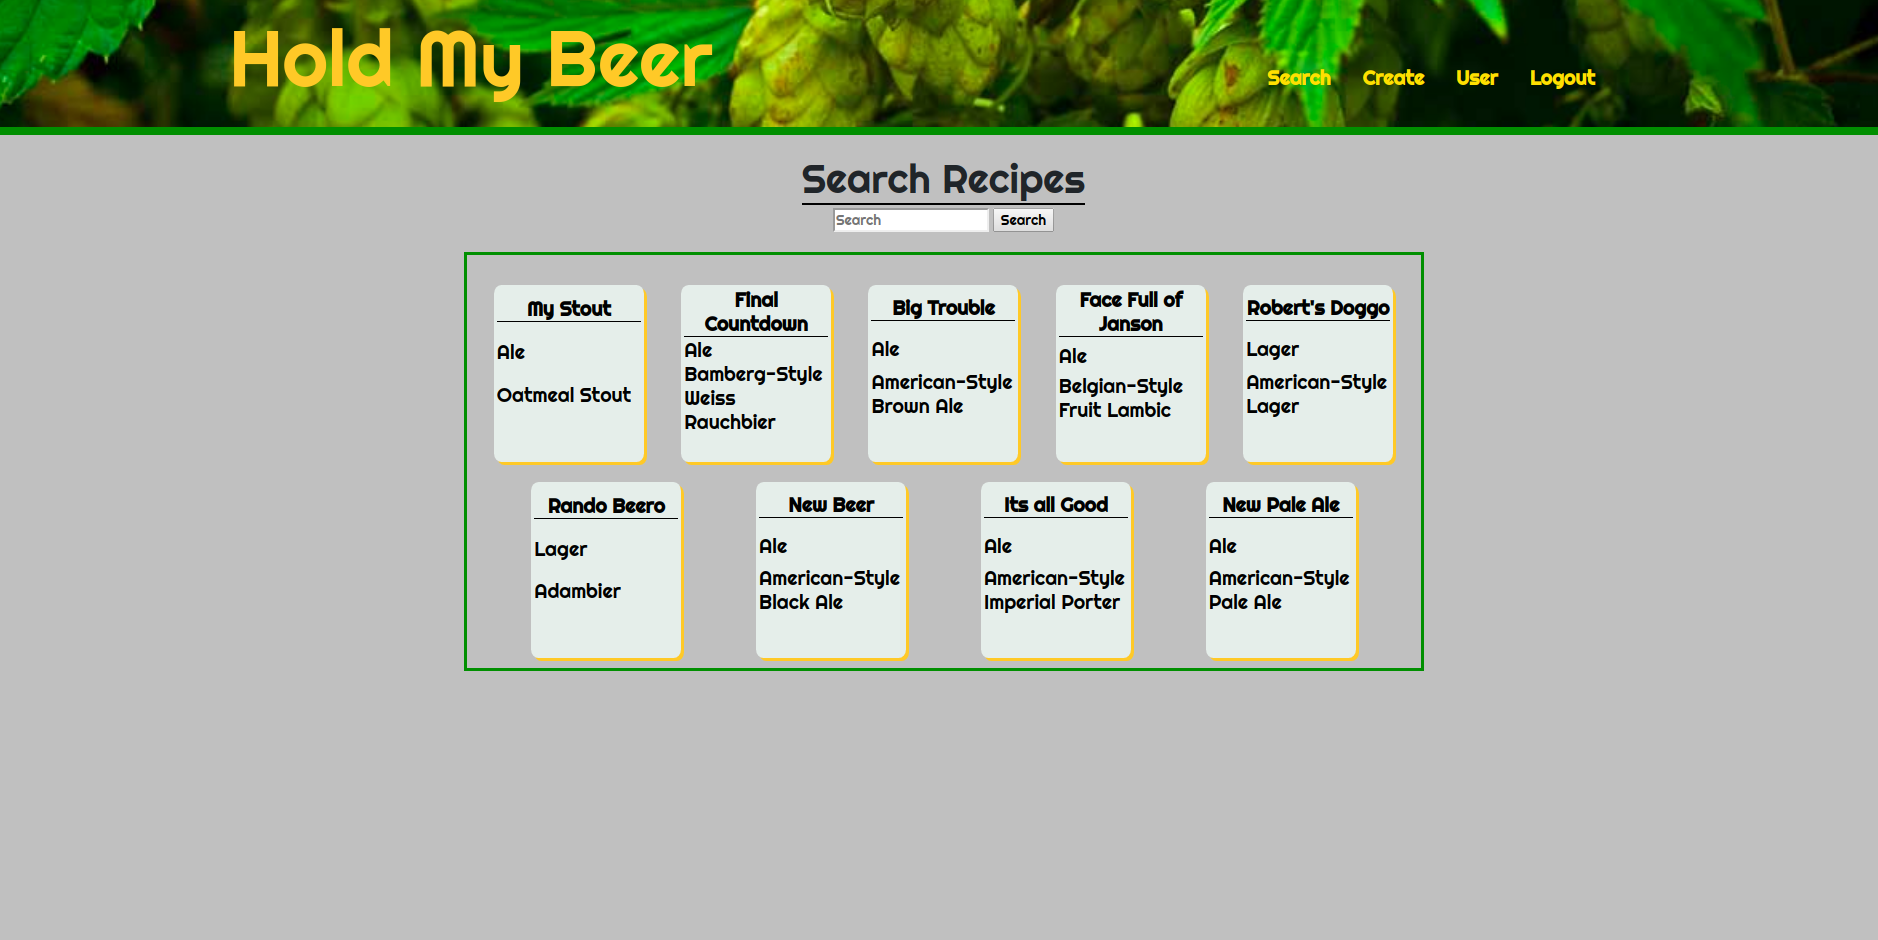 Hold My Beer
Search Create User Logout
Search Recipes
Search Search
My Stout
Ale
Oatmeal Stout
Final
Countdown
Ale
Bamberg-Style
Weiss
Rauchbier
Big Trouble
Ale
American-Style
Brown Ale
Face Full of
Janson
Ale
Belgian-Style
Fruit Lambic
Robert's Doggo
Lager
American-Style
Lager
Rando Beero
Lager
Adambier
New Beer
Ale
American-Style
Black Ale
Its all Good
Ale
American-Style
Imperial Porter
New Pale Ale
Ale
American-Style
Pale Ale